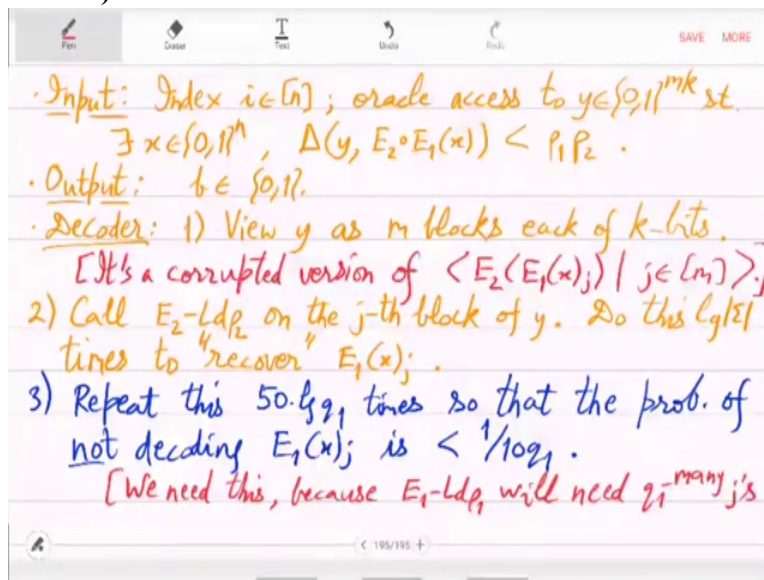 Pen Eraser Text Undo Redo SAVE MORE
· Input: Index i∈[n]; oracle access to y∈{0,1}^{mk} st.
∃ x∈{0,1}^n, Δ(y, E₂∘E₁(x)) < ρ₁ρ₂ .
· Output: b ∈ {0,1}.
· Decoder: 1) View y as m blocks each of k-bits.
[It's a corrupted version of <E₂(E₁(x)_j) | j∈[m]>.]
2) Call E₂-Ldρ₂ on the j-th block of y. Do this lg|Σ|
times to "recover" E₁(x)_j .
3) Repeat this 50·lg q₁ times so that the prob. of
not decoding E₁(x)_j is < 1/10q₁ .
[We need this, because E₁-Ldρ₁ will need q₁-many j's
< 195/195 +